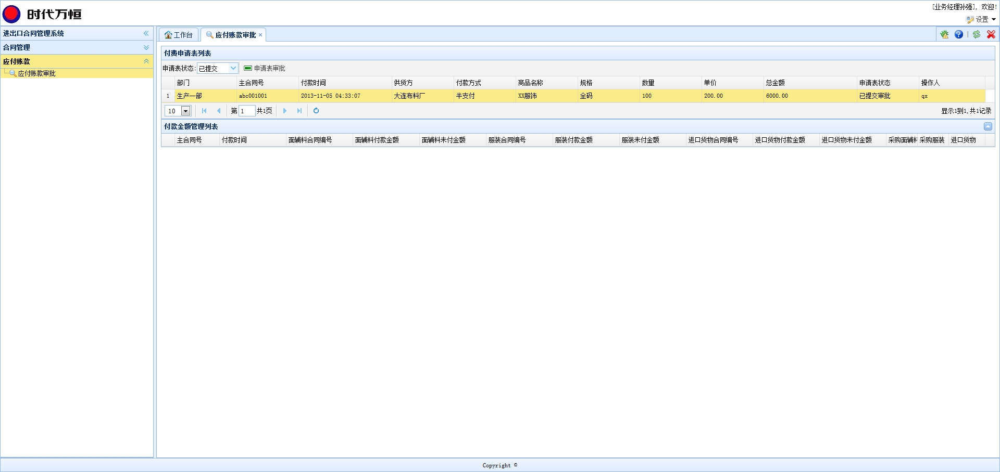 时代万恒
[业务经理孙强], 欢迎!
设置
进出口合同管理系统
合同管理
应付账款
应付账款审批
工作台
应付账款审批
付费申请表列表
申请表状态: 已提交 申请表审批
部门 主合同号 付款时间 供货方 付款方式 商品名称 规格 数量 单价 总金额 申请表状态 操作人
1 生产一部 abc001001 2013-11-05 04:33:07 大连布料厂 半支付 XX服饰 全码 100 200.00 6000.00 已提交审批 qx
10 第 1 共1页 显示1到1, 共1记录
付款金额管理列表
主合同号 付款时间 面辅料合同编号 面辅料付款金额 面辅料未付金额 服装合同编号 服装付款金额 服装未付金额 进口货物合同编号 进口货物付款金额 进口货物未付金额 采购面辅料 采购服装 进口货物
Copyright ©